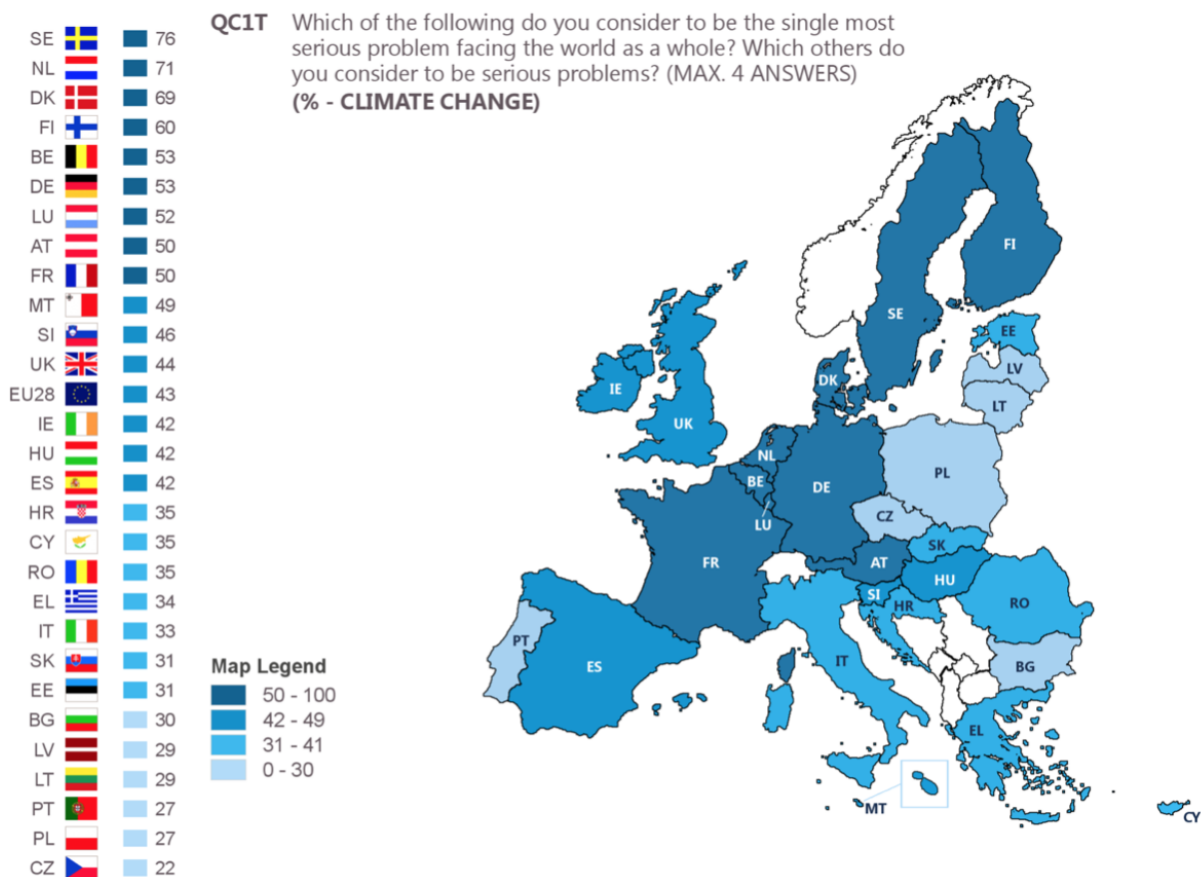 QC1T Which of the following do you consider to be the single most
serious problem facing the world as a whole? Which others do
you consider to be serious problems? (MAX. 4 ANSWERS)
(% - CLIMATE CHANGE)
SE 76
NL 71
DK 69
FI 60
BE 53
DE 53
LU 52
AT 50
FR 50
MT 49
SI 46
UK 44
EU28 43
IE 42
HU 42
ES 42
HR 35
CY 35
RO 35
EL 34
IT 33
SK 31
EE 31
BG 30
LV 29
LT 29
PT 27
PL 27
CZ 22
Map Legend
50 - 100
42 - 49
31 - 41
0 - 30
FI
SE
EE
LV
DK
LT
IE
UK
NL
PL
BE
DE
CZ
LU
SK
FR
AT
HU
SI
HR
RO
PT
IT
ES
BG
EL
MT
CY